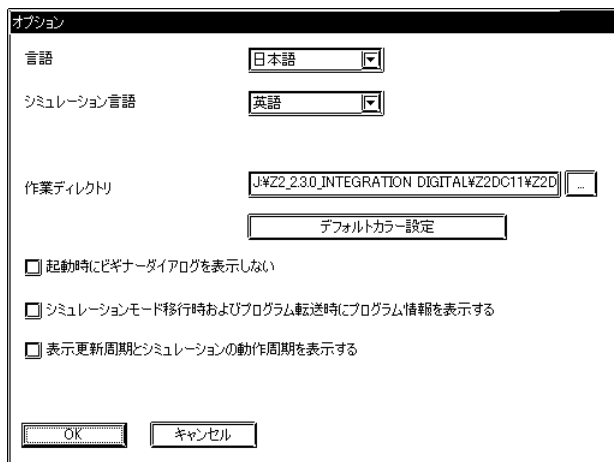 オプション
言語 日本語
シミュレーション言語 英語
作業ディレクトリ J:¥Z2_2.3.0_INTEGRATION DIGITAL¥Z2DC11¥Z2D ...
デフォルトカラー設定
起動時にビギナーダイアログを表示しない
シミュレーションモード移行時およびプログラム転送時にプログラム情報を表示する
表示更新周期とシミュレーションの動作周期を表示する
OK キャンセル